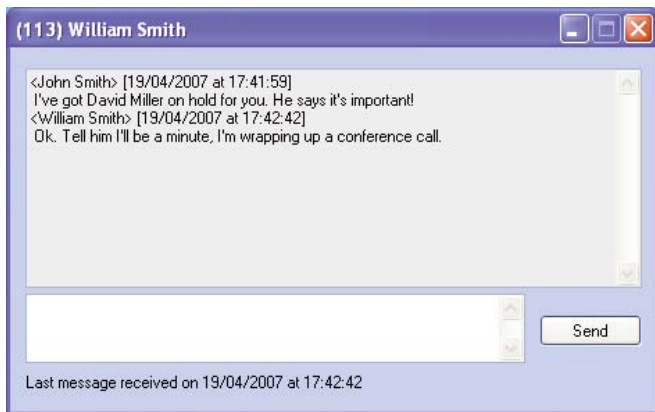 (113) William Smith
<John Smith> [19/04/2007 at 17:41:59]
I've got David Miller on hold for you. He says it's important!
<William Smith> [19/04/2007 at 17:42:42]
Ok. Tell him I'll be a minute, I'm wrapping up a conference call.
Send
Last message received on 19/04/2007 at 17:42:42